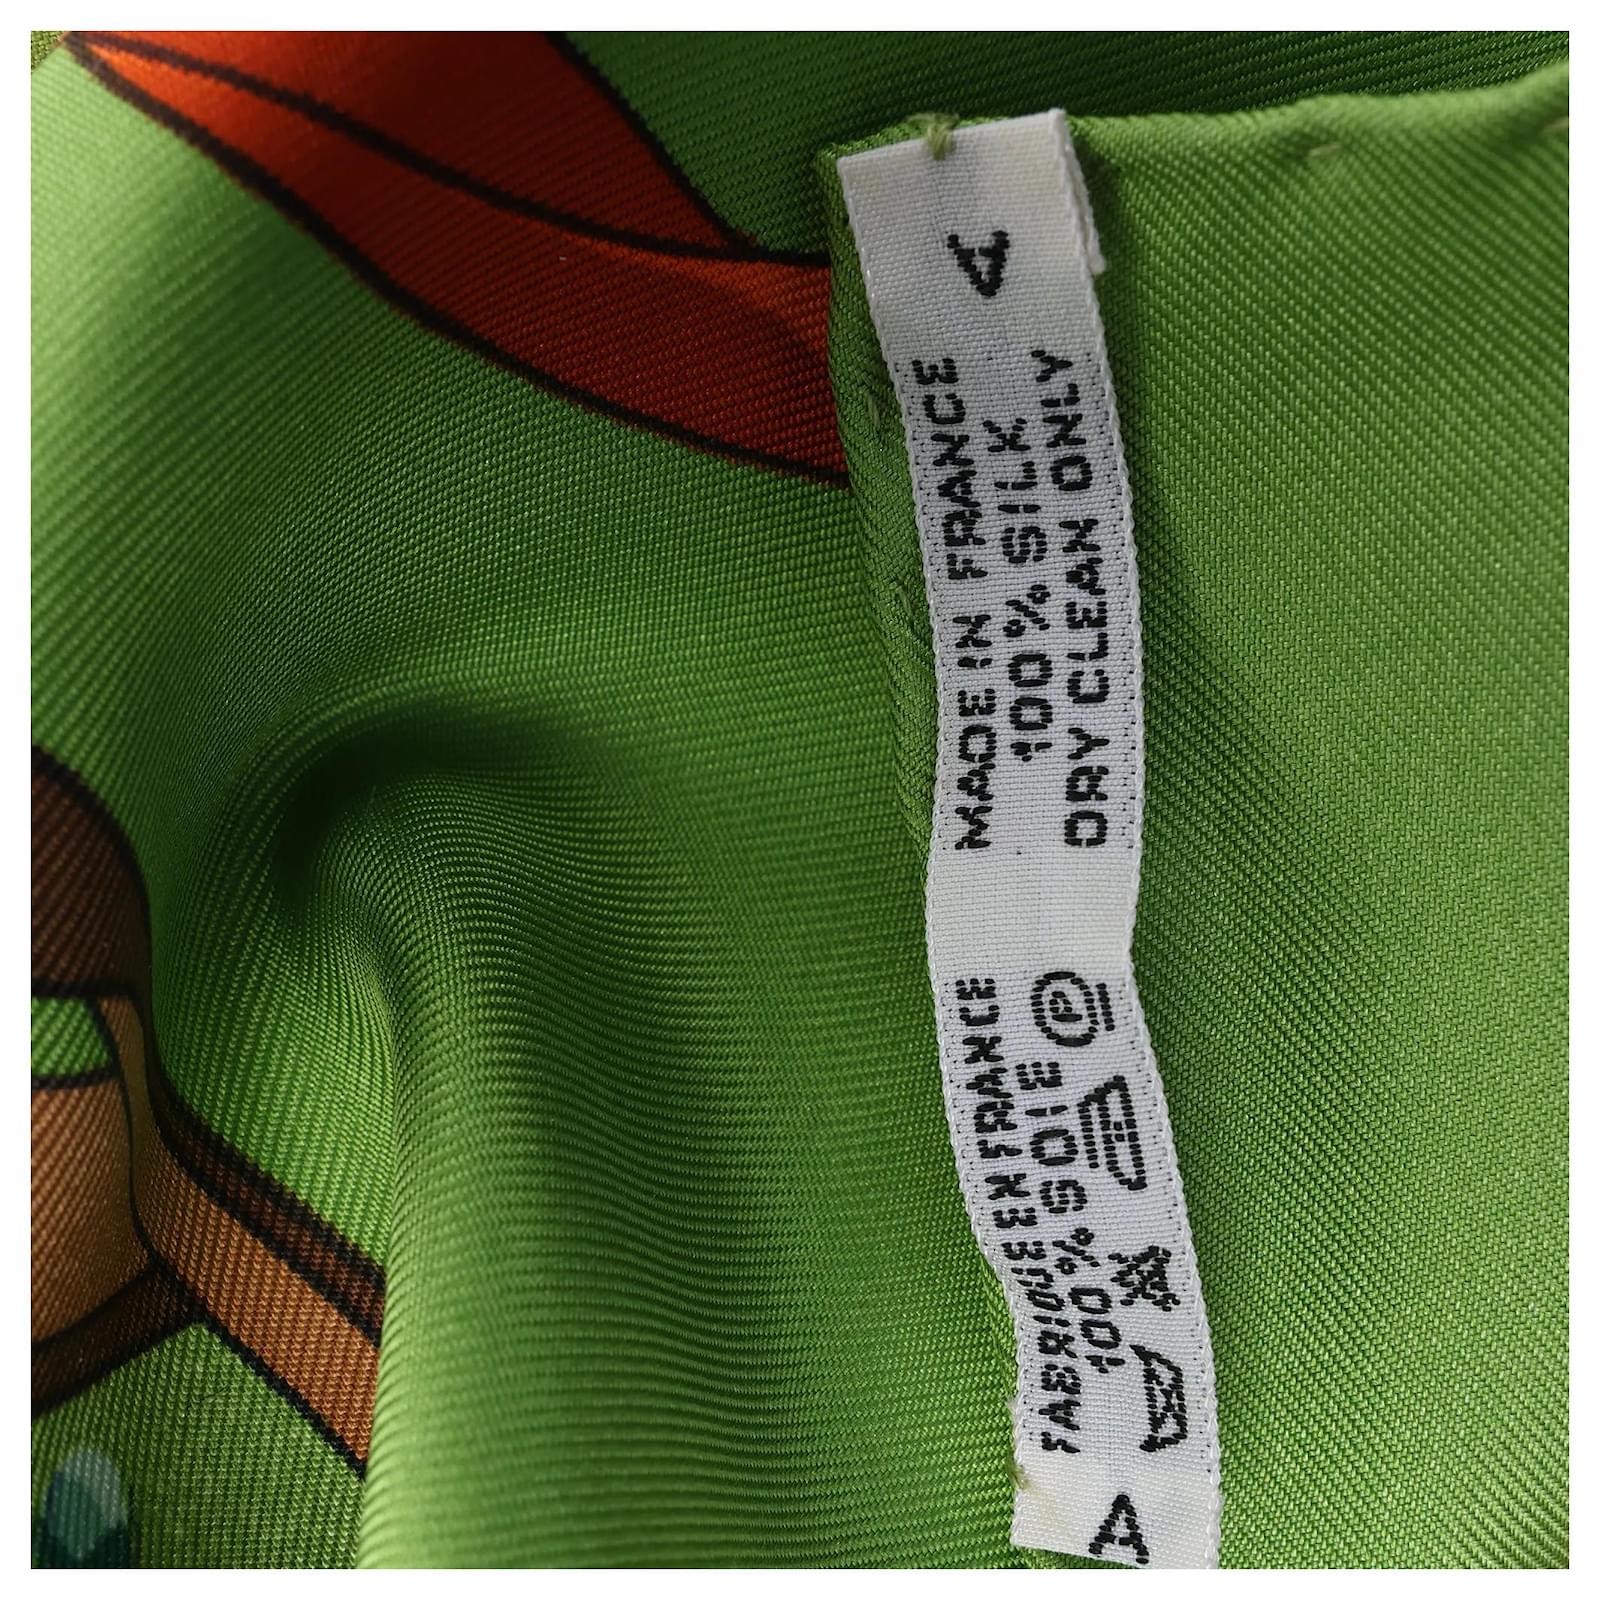 FABRIQUE EN FRANCE
100% SOIE
P
A
MADE IN FRANCE
100% SILK
DRY CLEAN ONLY
A